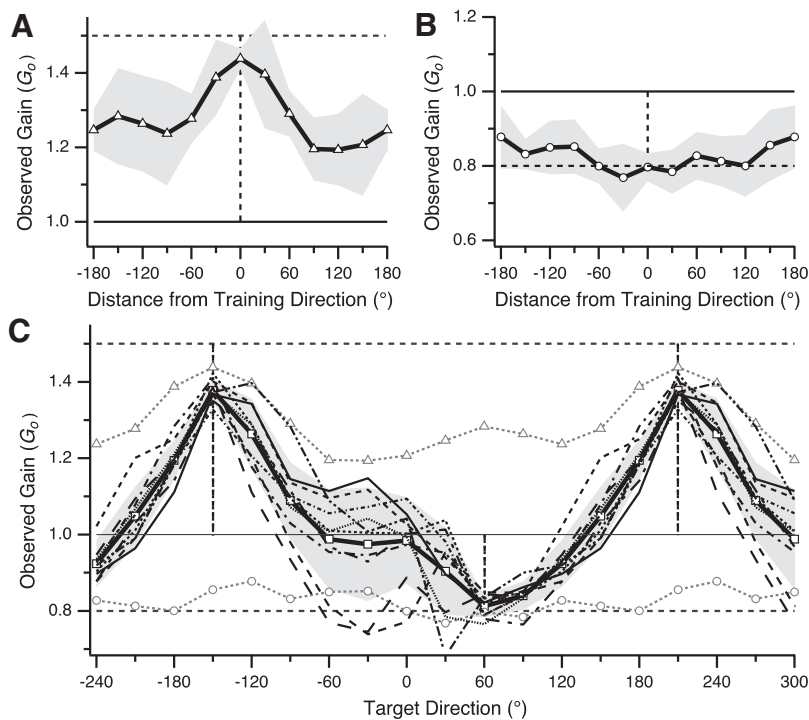 A
Observed Gain (Gₒ)
1.4
1.2
1.0
-180 -120 -60 0 60 120 180
Distance from Training Direction (°)
B
Observed Gain (Gₒ)
1.2
1.0
0.8
0.6
-180 -120 -60 0 60 120 180
Distance from Training Direction (°)
C
Observed Gain (Gₒ)
1.4
1.2
1.0
0.8
-240 -180 -120 -60 0 60 120 180 240 300
Target Direction (°)